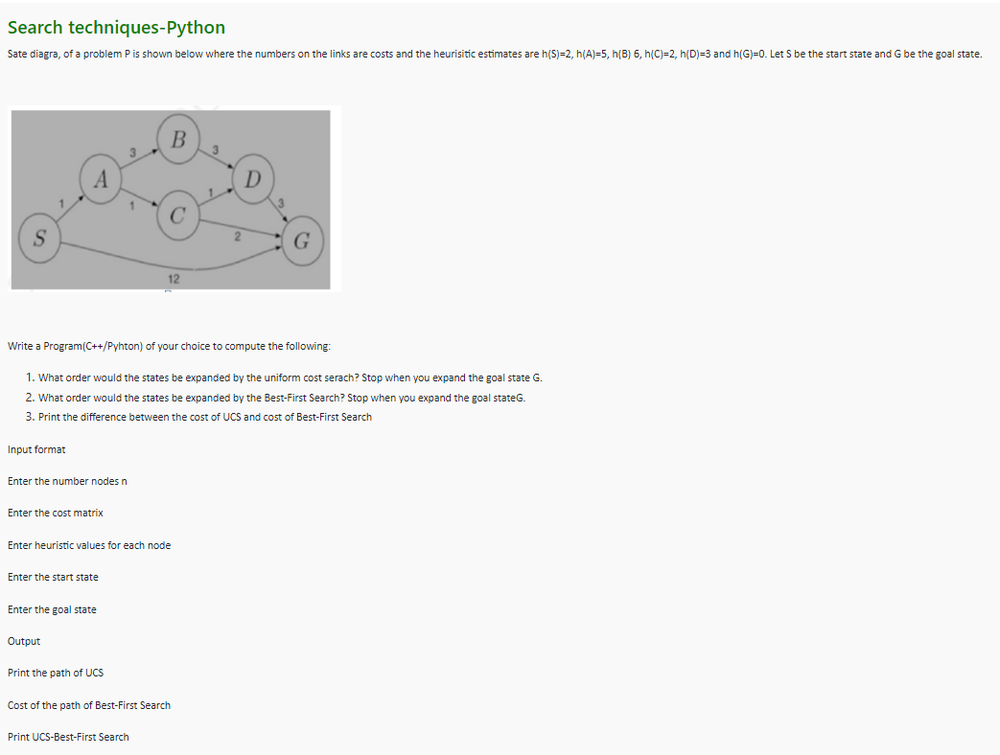 Search techniques-Python
Sate diagra, of a problem P is shown below where the numbers on the links are costs and the heurisitic estimates are h(S)=2, h(A)=5, h(B) 6, h(C)=2, h(D)=3 and h(G)=0. Let S be the start state and G be the goal state.
B
3
3
A
D
1
1
1
C
3
S
2
G
12
Write a Program(C++/Pyhton) of your choice to compute the following:
1. What order would the states be expanded by the uniform cost serach? Stop when you expand the goal state G.
2. What order would the states be expanded by the Best-First Search? Stop when you expand the goal stateG.
3. Print the difference between the cost of UCS and cost of Best-First Search
Input format
Enter the number nodes n
Enter the cost matrix
Enter heuristic values for each node
Enter the start state
Enter the goal state
Output
Print the path of UCS
Cost of the path of Best-First Search
Print UCS-Best-First Search